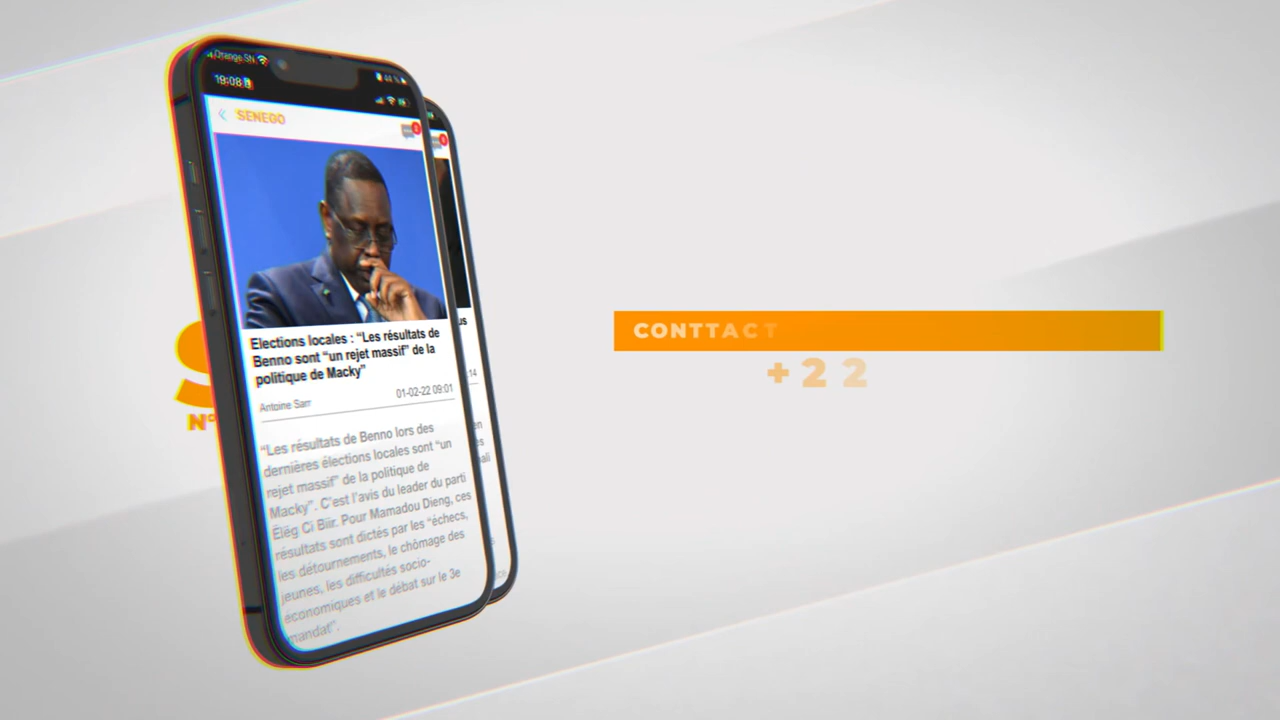 Orange SN
19:08
44 %
SENEGO
Elections locales : “Les résultats de
Benno sont “un rejet massif” de la
politique de Macky”
Antoine Sarr
01-02-22 09:01
“Les résultats de Benno lors des
dernières élections locales sont “un
rejet massif” de la politique de
Macky”. C’est l’avis du leader du parti
Ëlëg Ci Biir. Pour Mamadou Dieng, ces
résultats sont dictés par les “échecs,
les détournements, le chômage des
jeunes, les difficultés socio-
économiques et le débat sur le 3e
mandat”.
N°
CONTTACT
+22